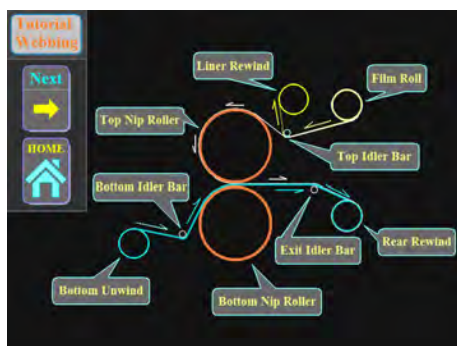 Tutorial
Webbing
Next
HOME
Liner Rewind
Film Roll
Top Nip Roller
Top Idler Bar
Bottom Idler Bar
Exit Idler Bar
Rear Rewind
Bottom Unwind
Bottom Nip Roller